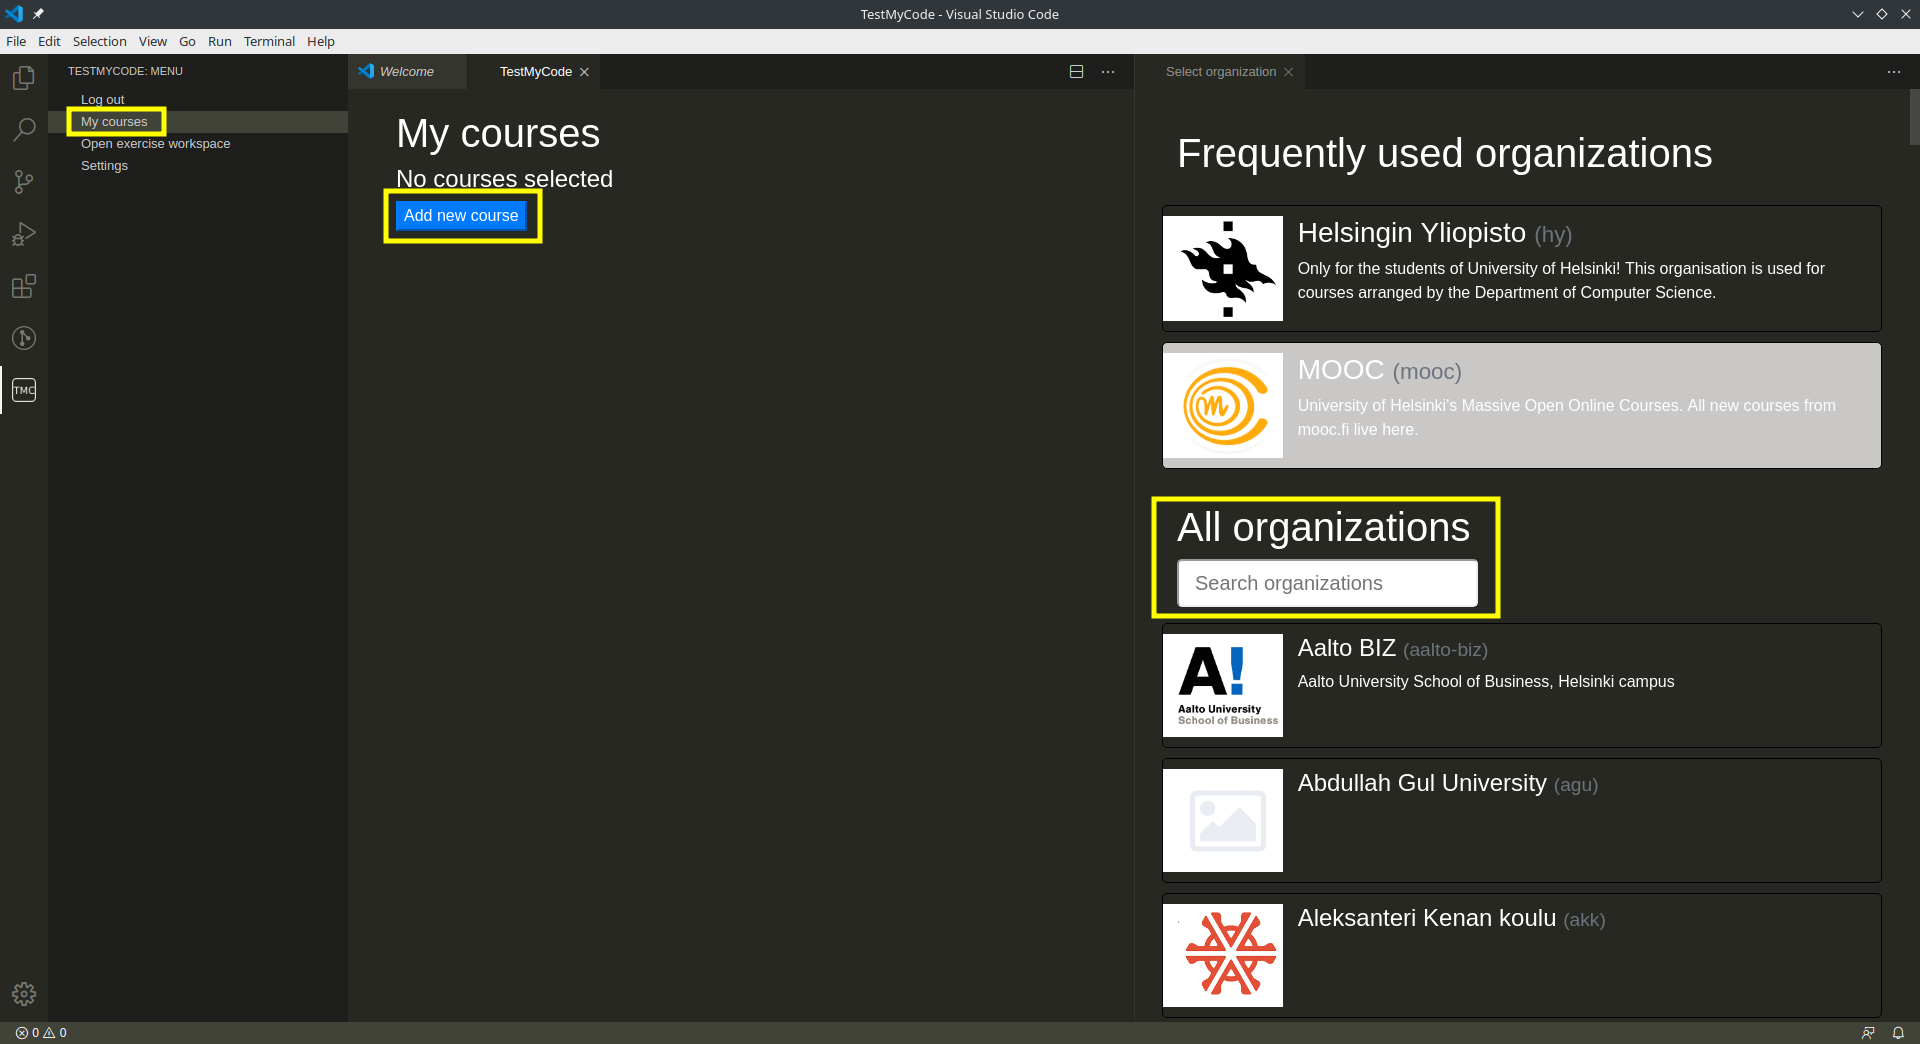 TestMyCode - Visual Studio Code
File Edit Selection View Go Run Terminal Help
TESTMYCODE: MENU
Log out
My courses
Open exercise workspace
Settings
TMC
Welcome
TestMyCode
My courses
No courses selected
Add new course
Select organization
Frequently used organizations
Helsingin Yliopisto (hy)
Only for the students of University of Helsinki! This organisation is used for
courses arranged by the Department of Computer Science.
m
MOOC (mooc)
University of Helsinki's Massive Open Online Courses. All new courses from
mooc.fi live here.
All organizations
Search organizations
A!
Aalto University
School of Business
Aalto BIZ (aalto-biz)
Aalto University School of Business, Helsinki campus
Abdullah Gul University (agu)
Aleksanteri Kenan koulu (akk)
0 0